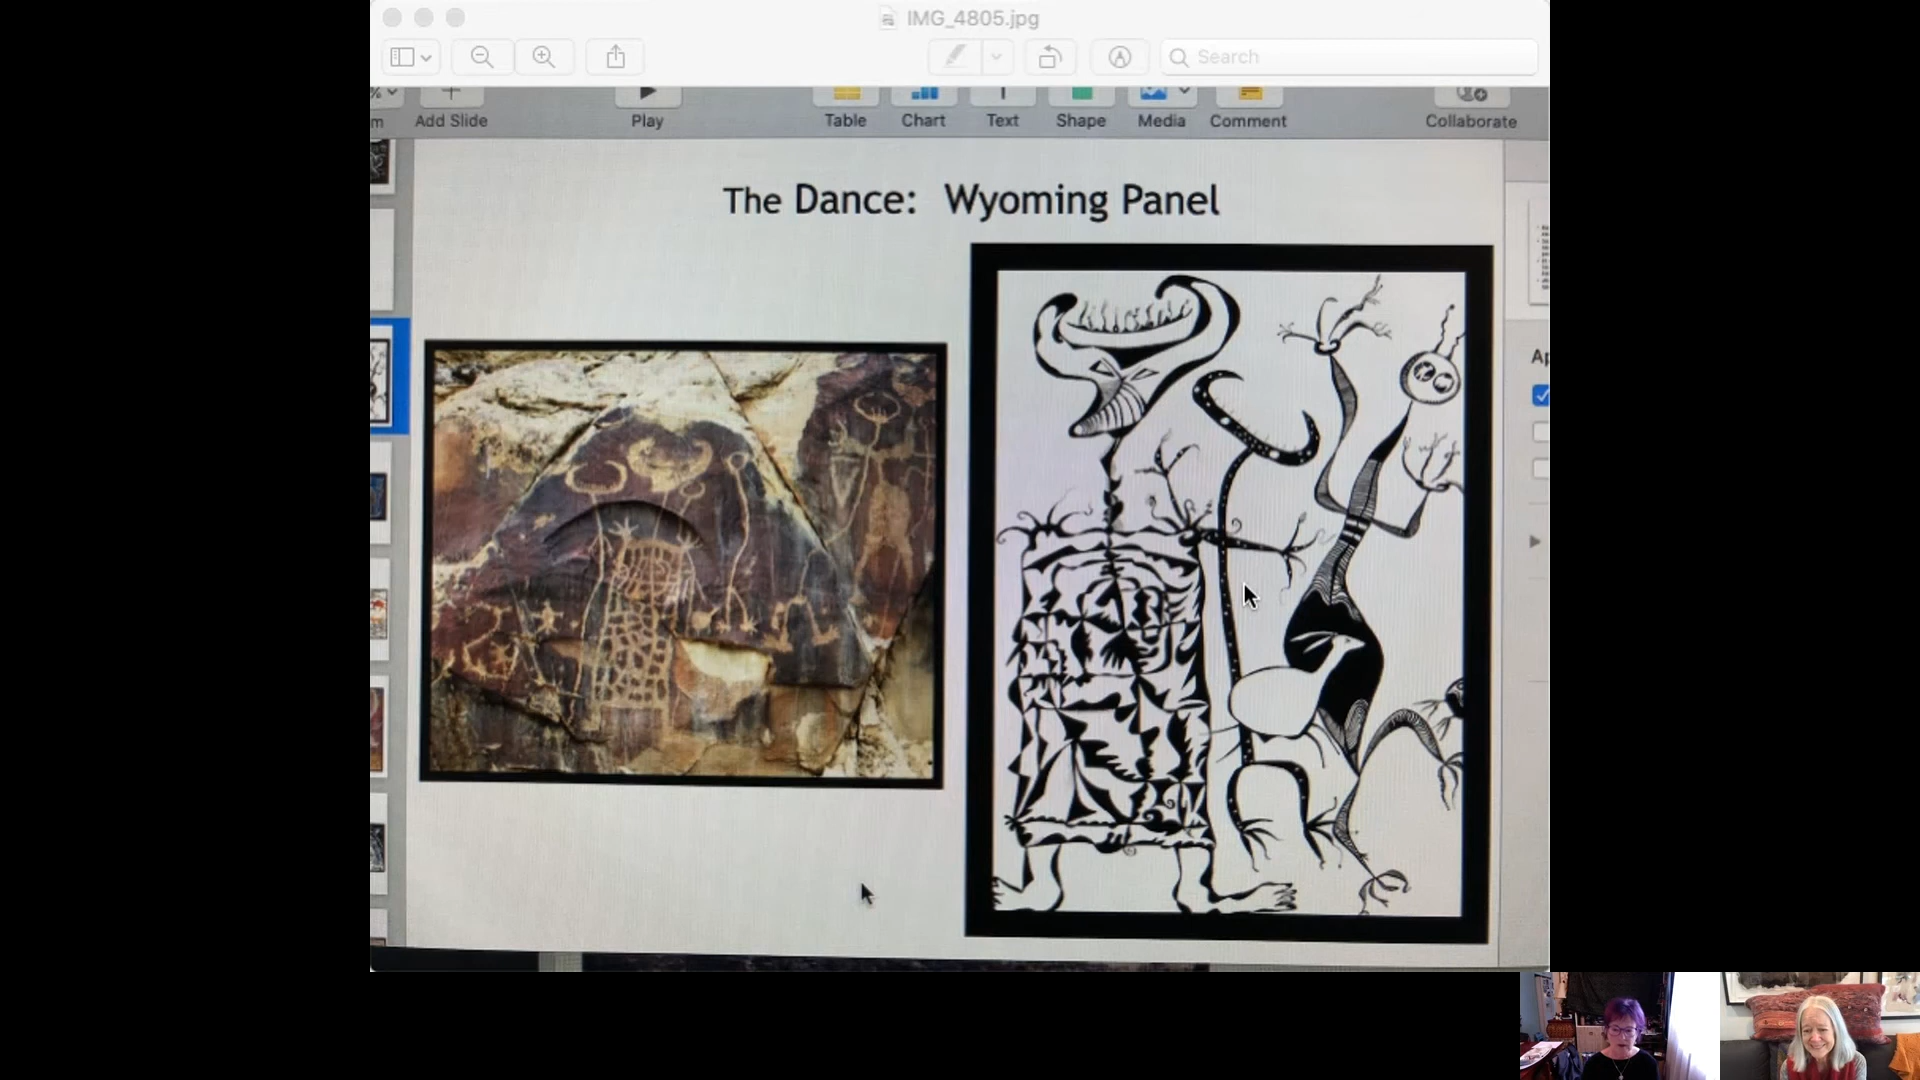 IMG_4805.jpg
Search
% 
m
Add Slide
Play
Table
Chart
Text
Shape
Media
Comment
Collaborate
The Dance: Wyoming Panel